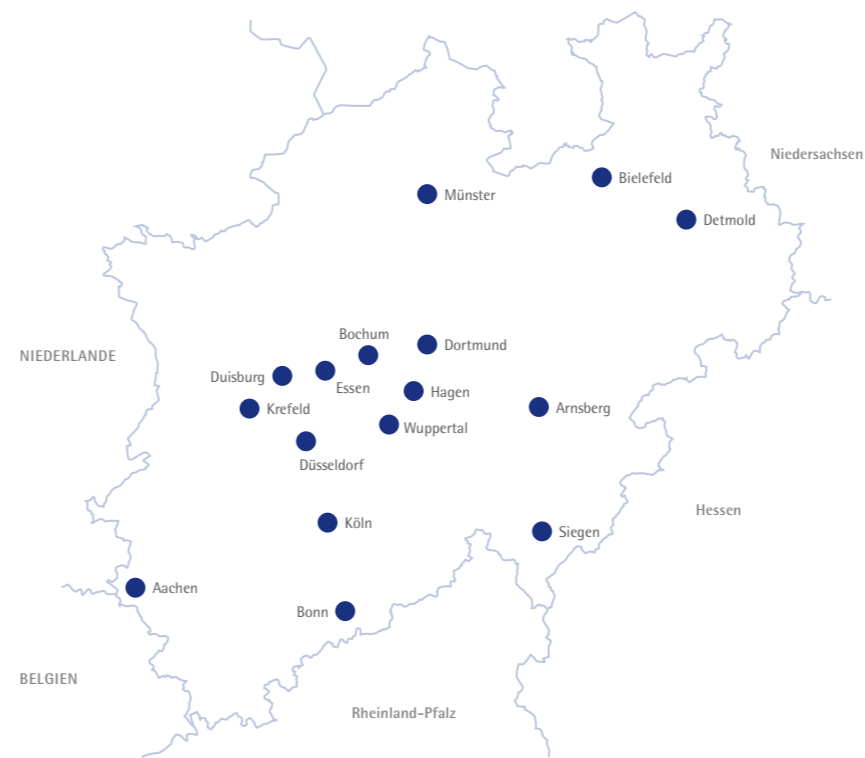 Niedersachsen
Bielefeld
Münster
Detmold
Bochum
Dortmund
NIEDERLANDE
Duisburg
Essen
Hagen
Krefeld
Arnsberg
Wuppertal
Düsseldorf
Hessen
Köln
Siegen
Aachen
Bonn
BELGIEN
Rheinland-Pfalz